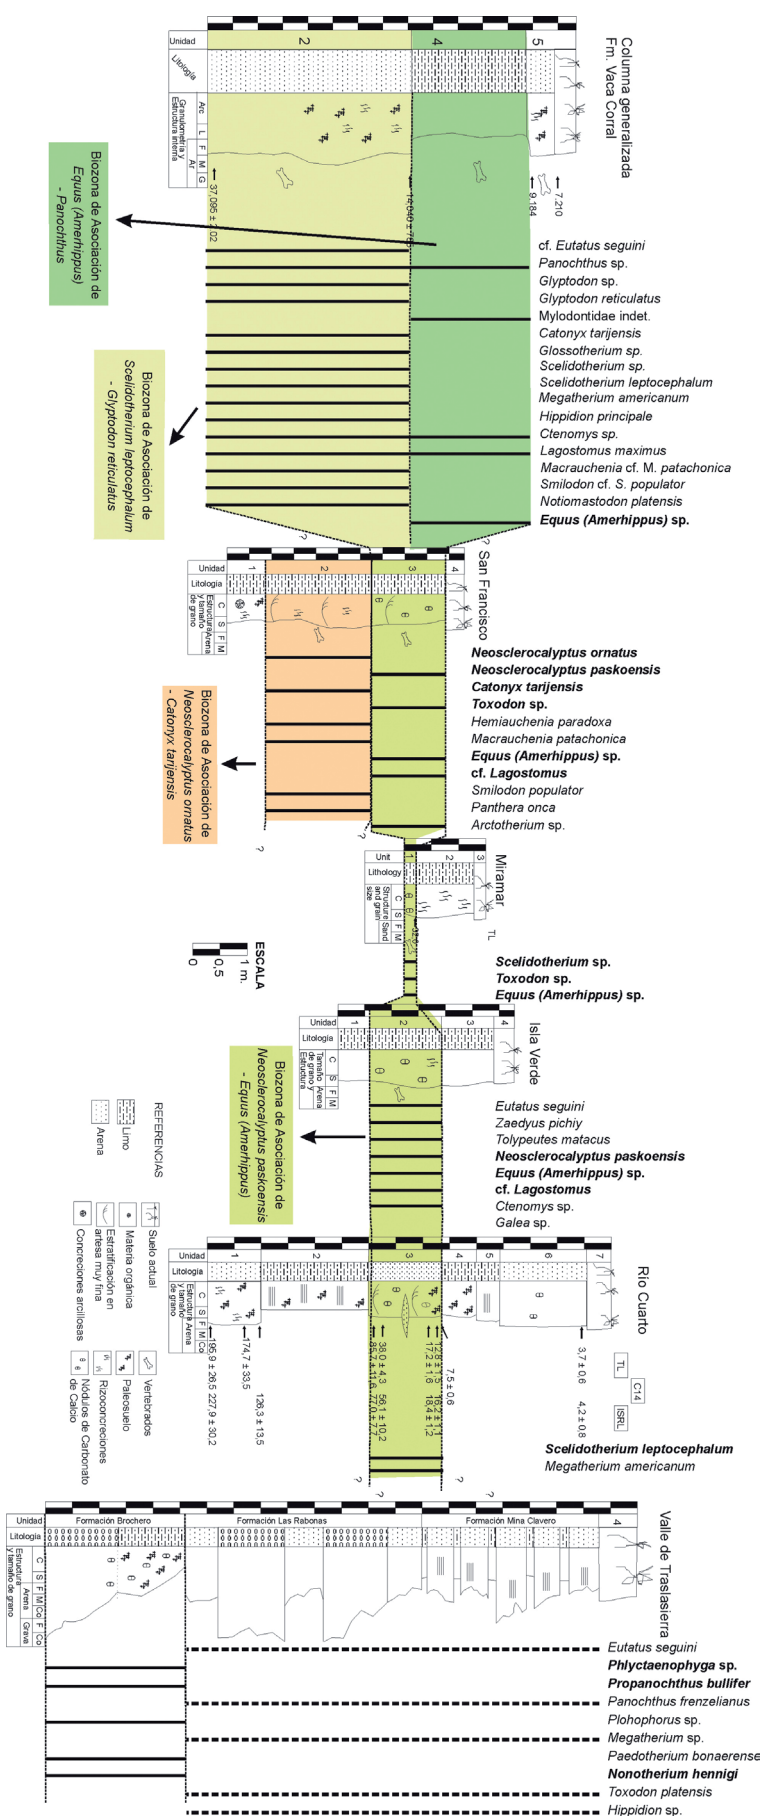 Columna generalizada
Fm. Vaca Corral
Unidad
2
4
5
Litología
Granulometría y
Estructura interna
Arc
L
F
M
G
Ar
37,095 ± 2,02
9.184
7.210
Biozona de Asociación de
Equus (Amerhippus)
- Panochthus
Biozona de Asociación de
Scelidotherium leptocephalum
- Glyptodon reticulatus
cf. Eutatus seguini
Panochthus sp.
Glyptodon sp.
Glyptodon reticulatus
Mylodontidae indet.
Catonyx tarijensis
Glossotherium sp.
Scelidotherium sp.
Scelidotherium leptocephalum
Megatherium americanum
Hippidion principale
Ctenomys sp.
Lagostomus maximus
Macrauchenia cf. M. patachonica
Smilodon cf. S. populator
Notiomastodon platensis
Equus (Amerhippus) sp.
?
?
San Francisco
Unidad
1
2
3
4
Litología
Estructura
y tamaño
de grano
C
S
F
M
Arena
Neosclerocalyptus ornatus
Neosclerocalyptus paskoensis
Catonyx tarijensis
Toxodon sp.
Hemiauchenia paradoxa
Macrauchenia patachonica
Equus (Amerhippus) sp.
cf. Lagostomus
Smilodon populator
Panthera onca
Arctotherium sp.
Biozona de Asociación de
Neosclerocalyptus ornatus
- Catonyx tarijensis
?
?
?
Miramar
Unit
1
2
3
Lithology
Structure
and grain
size
C
S
F
M
Sand
TL
Scelidotherium sp.
Toxodon sp.
Equus (Amerhippus) sp.
ESCALA
0
0,5
1 m.
Isla Verde
Unidad
1
2
3
4
Litología
Tamaño
de grano y
Estructura
C
S
F
M
Arena
Eutatus seguini
Zaedyus pichiy
Tolypeutes matacus
Neosclerocalyptus paskoensis
Equus (Amerhippus) sp.
cf. Lagostomus
Ctenomys sp.
Galea sp.
Biozona de Asociación de
Neosclerocalyptus paskoensis
- Equus (Amerhippus)
REFERENCIAS
Limo
Arena
Suelo actual
Materia orgánica
Estratificación en
artesa muy fina
Concreciones arcillosas
Vertebrados
Paleosuelo
Rizoconcreciones
Nódulos de Carbonato
de Calcio
Río Cuarto
Unidad
1
2
3
4
5
6
7
Litología
Estructura
y tamaño
de grano
C
S
F
M
Co
Arena
195,9 ± 26,5 227,9 ± 30,2
174,7 ± 33,5
126,3 ± 13,5
38,0 ± 4,3 56,1 ± 10,2
17,2 ± 1,6 18,4 ± 1,2
7,5 ± 0,6
3,7 ± 0,6 4,2 ± 0,8
TL
C14
ISRL
Scelidotherium leptocephalum
Megatherium americanum
?
?
?
?
Valle de Traslasierra
Unidad
Formación Brochero
Formación Las Rabonas
Formación Mina Clavero
4
Litología
Estructura
y tamaño de grano
C
S
F
M
Co
F
Co
Arena
Grava
Eutatus seguini
Phlyctaenophyga sp.
Propanochthus bullifer
Panochthus frenzelianus
Plohophorus sp.
Megatherium sp.
Paedotherium bonaerense
Nonotherium hennigi
Toxodon platensis
Hippidion sp.